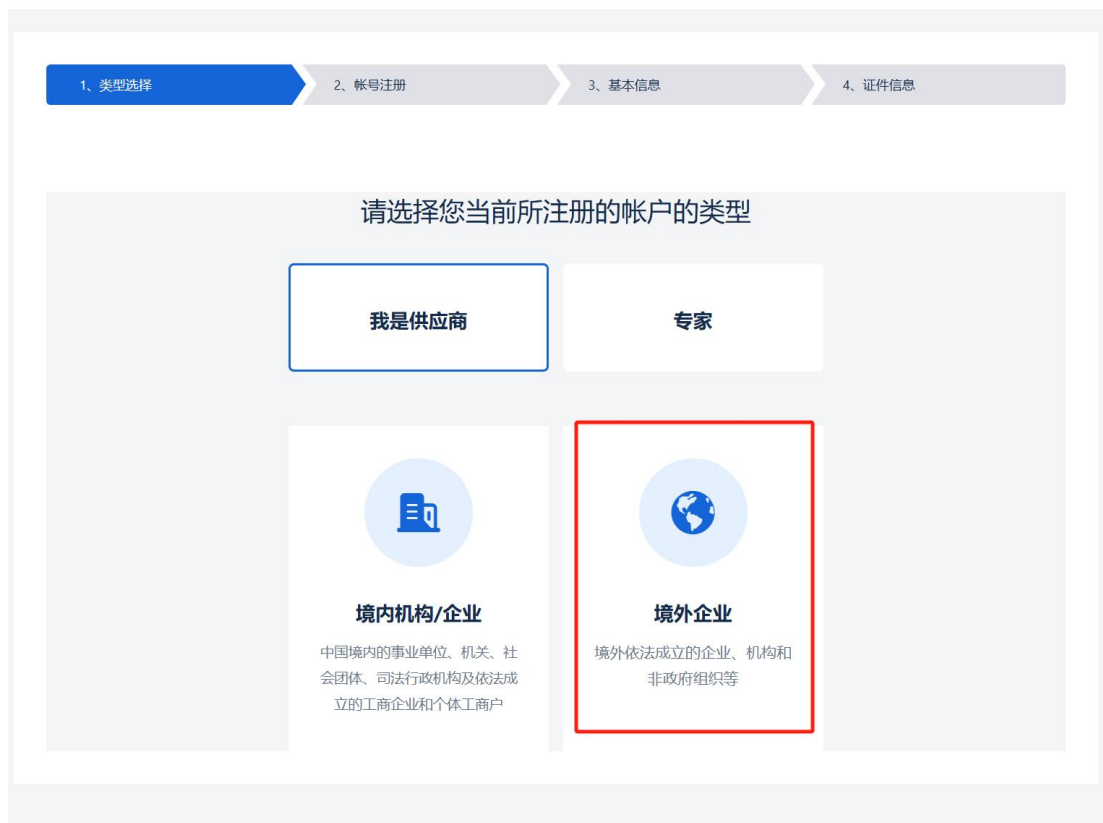 1、类型选择
2、帐号注册
3、基本信息
4、证件信息
请选择您当前所注册的帐户的类型
我是供应商
专家
境内机构/企业
中国境内的事业单位、机关、社
会团体、司法行政机构及依法成
立的工商企业和个体工商户
境外企业
境外依法成立的企业、机构和
非政府组织等